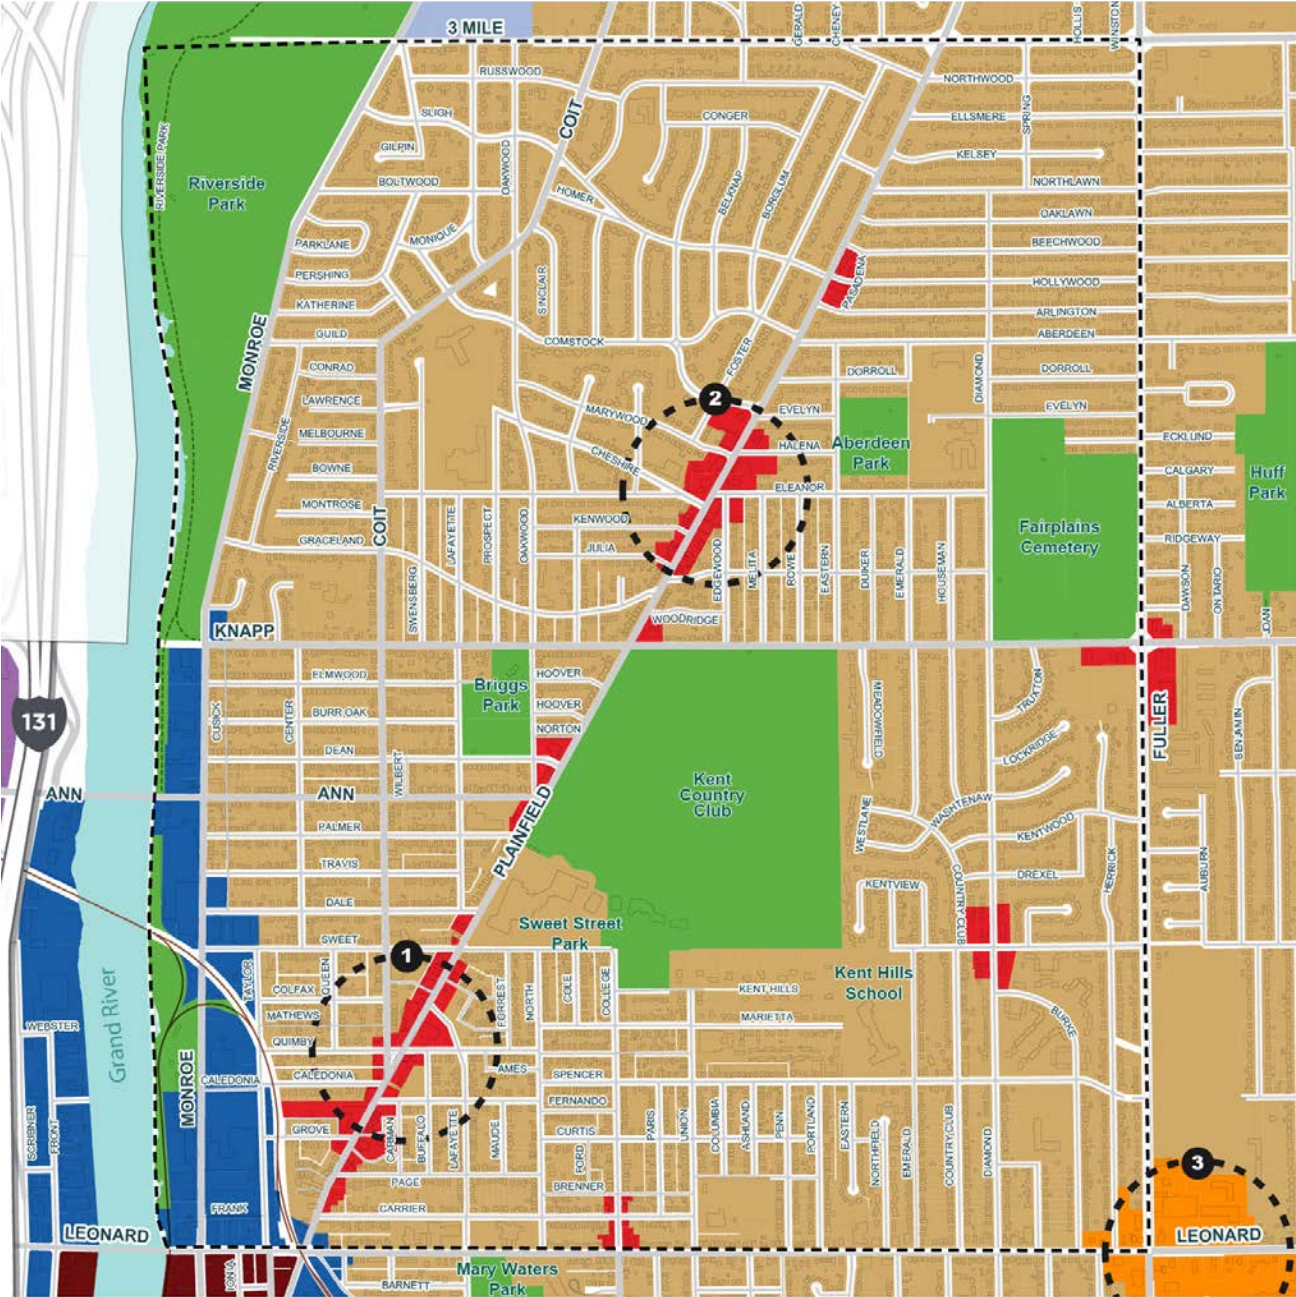 3 MILE
GERALD
CHENEY
HOLLIS
WINSTON
RUSSWOOD
NORTHWOOD
COIT
SLIGH
CONGER
ELLSMERE
SPRING
RIVERSIDE PARK
GILPIN
OAKWOOD
KELSEY
Riverside
Park
BOLTWOOD
HOMER
BELKNAP
BORGLUM
NORTHLAWN
OAKLAWN
PARKLANE
MONIQUE
BEECHWOOD
PERSHING
SINCLAIR
PASADENA
HOLLYWOOD
KATHERINE
ARLINGTON
MONROE
GUILD
COMSTOCK
FOSTER
ABERDEEN
CONRAD
DORROLL
DIAMOND
DORROLL
LAWRENCE
MARYWOOD
2
EVELYN
EVELYN
RIVERSIDE
MELBOURNE
HALENA
Aberdeen
Park
ECKLUND
BOWNE
CHESHIRE
CALGARY
Huff
Park
MONTROSE
ELEANOR
ALBERTA
COIT
LAFAYETTE
PROSPECT
OAKWOOD
KENWOOD
Fairplains
Cemetery
GRACELAND
JULIA
RIDGEWAY
SWENSBERG
EDGEWOOD
MELITA
ROWE
EASTERN
DUIKER
EMERALD
HOUSEMAN
DAWSON
ONTARIO
JOAN
KNAPP
WOODRIDGE
ELMWOOD
HOOVER
Briggs
Park
CUSICK
CENTER
BURR OAK
HOOVER
MEADOWFIELD
TRUXTON
131
NORTON
FULLER
BENJAMIN
DEAN
LOCKRIDGE
WILBERT
Kent
Country
Club
ANN
ANN
PLAINFIELD
WESTLANE
WASHTENAW
PALMER
KENTWOOD
TRAVIS
DREXEL
HERRICK
AUBURN
KENTVIEW
COUNTRY CLUB
DALE
Sweet Street
Park
SWEET
1
Grand River
TAYLOR
COLFAX
QUEEN
FORREST
NORTH
COLE
COLLEGE
Kent Hills
School
KENT HILLS
MATHEWS
MARIETTA
BURKE
WEBSTER
QUIMBY
MONROE
CALEDONIA
CALEDONIA
AMES
SPENCER
FERNANDO
SCRIBNER
FRONT
GROVE
CARMAN
BUFFALO
LAFAYETTE
MAUDE
CURTIS
PARIS
UNION
COLUMBIA
ASHLAND
PENN
PORTLAND
EASTERN
NORTHFIELD
EMERALD
COUNTRY CLUB
DIAMOND
FORD
3
PAGE
BRENNER
FRANK
CARRIER
LEONARD
LEONARD
IONIA
BARNETT
Mary Waters
Park